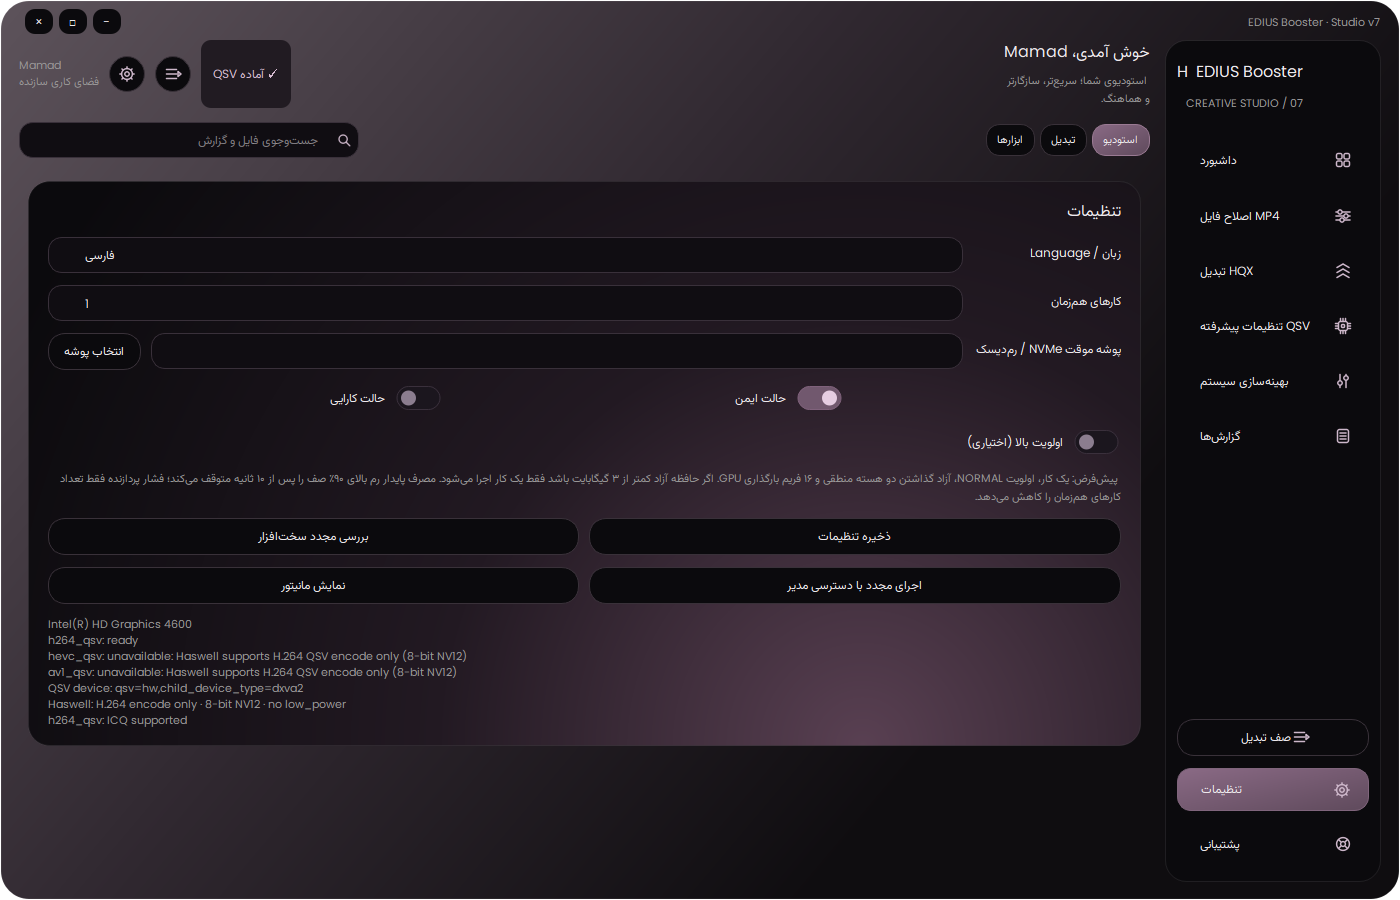 EDIUS Booster · Studio v7
H EDIUS Booster
CREATIVE STUDIO / 07
داشبورد
اصلاح فایل MP4
تبدیل HQX
تنظیمات پیشرفته QSV
بهینه‌سازی سیستم
گزارش‌ها
صف تبدیل
تنظیمات
پشتیبانی
خوش آمدی، Mamad
استودیوی شما؛ سریع‌تر، سازگارتر
و هماهنگ.
✓ آماده QSV
Mamad
فضای کاری سازنده
استودیو
تبدیل
ابزارها
جست‌وجوی فایل و گزارش
تنظیمات
زبان / Language
فارسی
کارهای هم‌زمان
1
پوشه موقت NVMe / رم‌دیسک
انتخاب پوشه
حالت ایمن
حالت کارایی
اولویت بالا (اختیاری)
پیش‌فرض: یک کار، اولویت NORMAL، آزاد گذاشتن دو هسته منطقی و ۱۶ فریم بارگذاری GPU. اگر حافظه آزاد کمتر از ۳ گیگابایت باشد فقط یک کار اجرا می‌شود. مصرف پایدار رم بالای ۹۰٪ صف را پس از ۱۰ ثانیه متوقف می‌کند؛ فشار پردازنده فقط تعداد
کارهای هم‌زمان را کاهش می‌دهد.
ذخیره تنظیمات
بررسی مجدد سخت‌افزار
اجرای مجدد با دسترسی مدیر
نمایش مانیتور
Intel(R) HD Graphics 4600
h264_qsv: ready
hevc_qsv: unavailable: Haswell supports H.264 QSV encode only (8-bit NV12)
av1_qsv: unavailable: Haswell supports H.264 QSV encode only (8-bit NV12)
QSV device: qsv=hw,child_device_type=dxva2
Haswell: H.264 encode only · 8-bit NV12 · no low_power
h264_qsv: ICQ supported